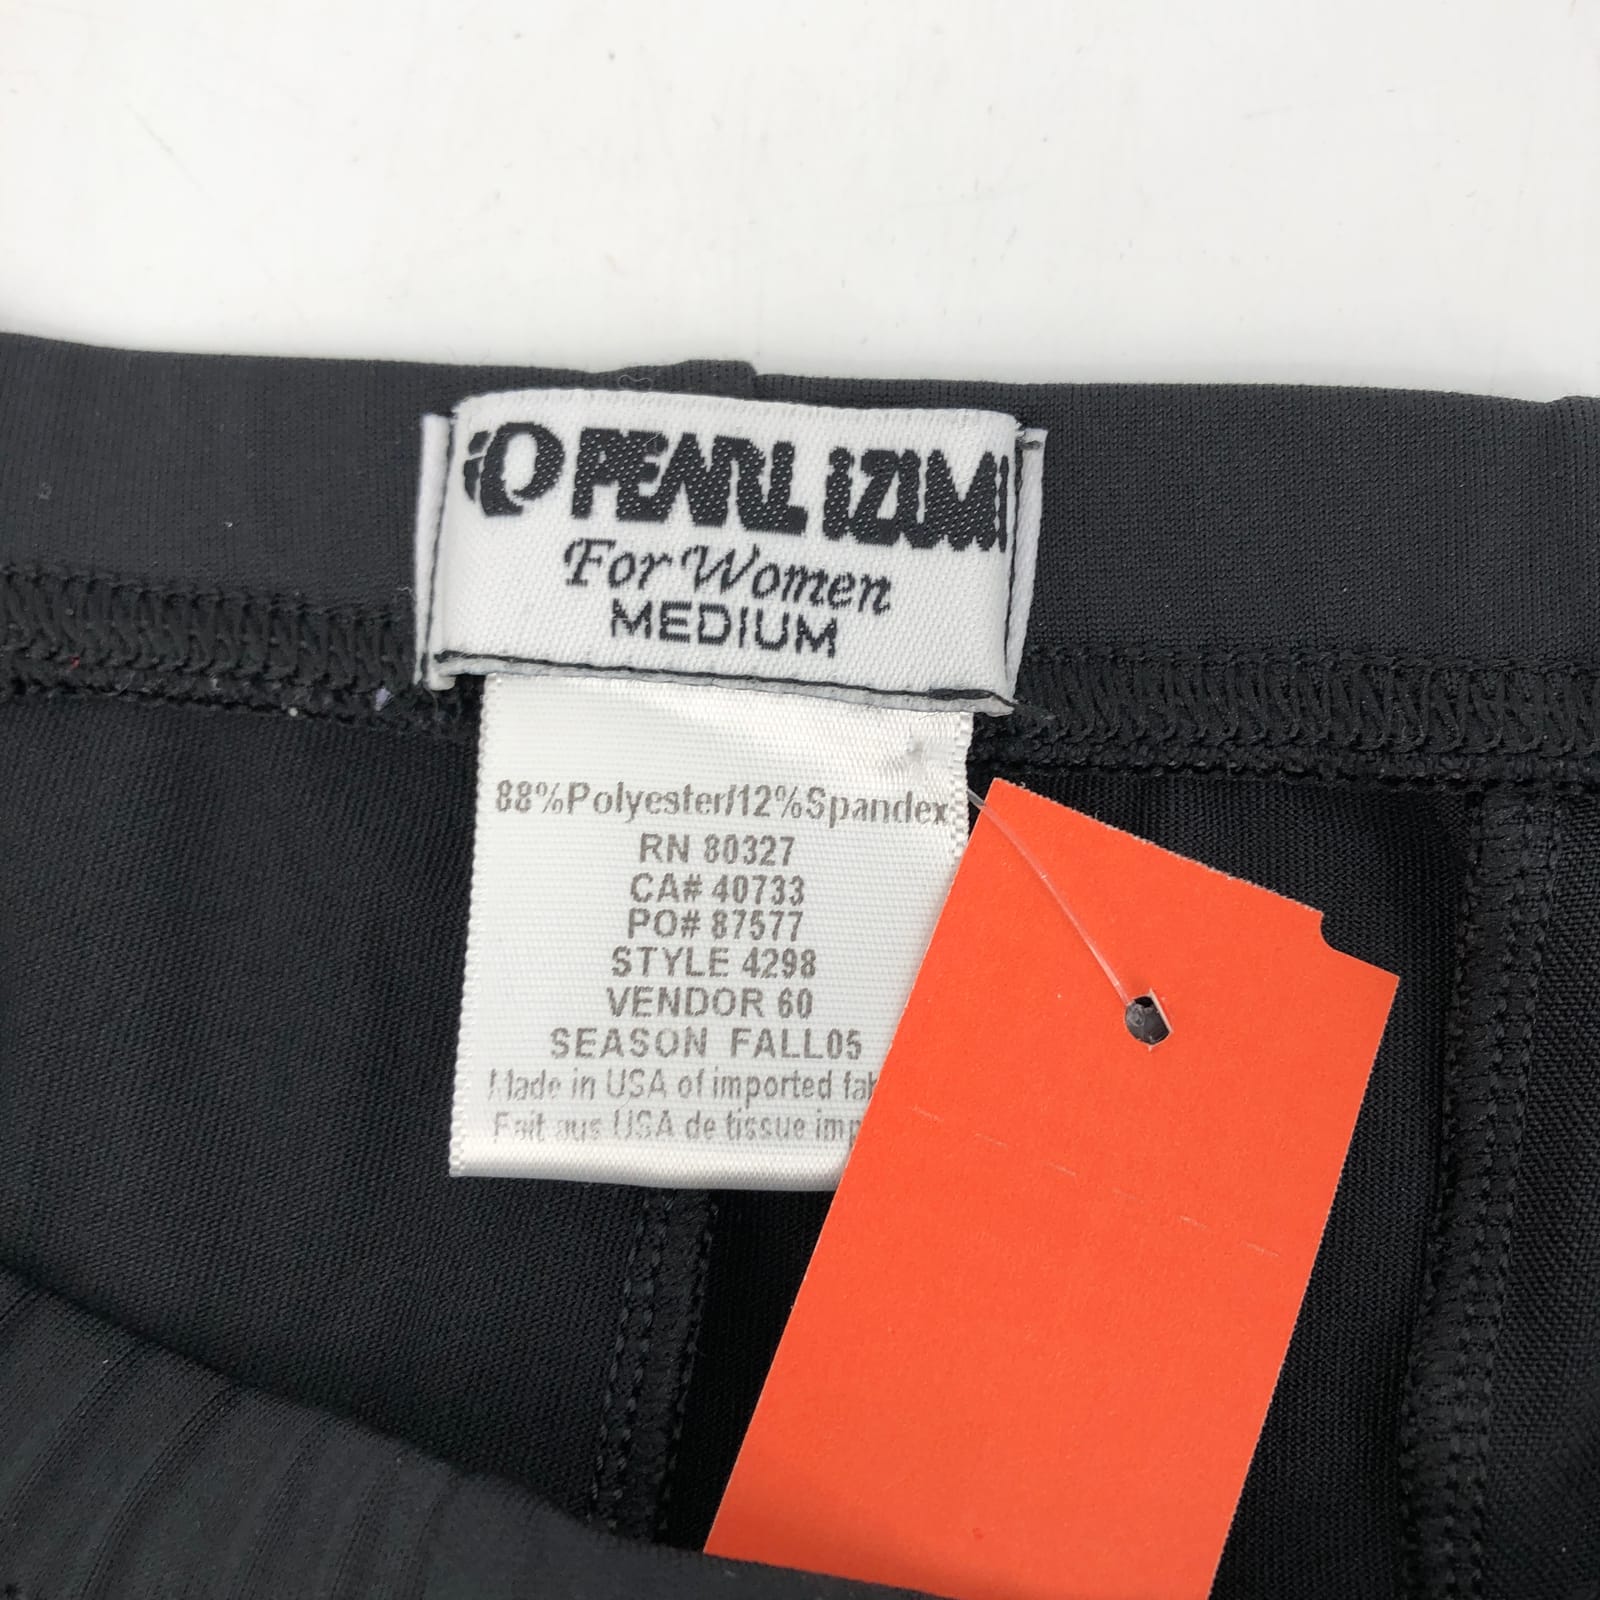 PEARL iZUMi
For Women
MEDIUM
88%Polyester/12%Spandex
RN 80327
CA# 40733
PO# 87577
STYLE 4298
VENDOR 60
SEASON FALL05
Made in USA of imported
Fait aus USA de tissue